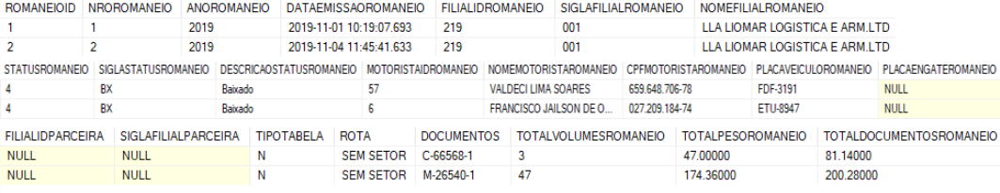 ROMANEIOID NROROMANEIO ANOROMANEIO DATAEMISSAOROMANEIO FILIALIDROMANEIO SIGLAFILIALROMANEIO NOMEFILIALROMANEIO
1 1 2019 2019-11-01 10:19:07.693 219 001 LLA LIOMAR LOGISTICA E ARM.LTD
2 2 2019 2019-11-04 11:45:41.633 219 001 LLA LIOMAR LOGISTICA E ARM.LTD
STATUSROMANEIO SIGLASTATUSROMANEIO DESCRICAOSTATUSROMANEIO MOTORISTAIDROMANEIO NOMEMOTORISTAROMANEIO CPFMOTORISTAROMANEIO PLACAVEICULOROMANEIO PLACAENGATEROMANEIO
4 BX Baixado 57 VALDECI LIMA SOARES 659.648.706-78 FDF-3191 NULL
4 BX Baixado 6 FRANCISCO JAILSON DE O... 027.209.184-74 ETU-8947 NULL
FILIALIDPARCEIRA SIGLAFILIALPARCEIRA TIPOTABELA ROTA DOCUMENTOS TOTALVOLUMESROMANEIO TOTALPESOROMANEIO TOTALDOCUMENTOSROMANEIO
NULL NULL N SEM SETOR C-66568-1 3 47.00000 81.14000
NULL NULL N SEM SETOR M-26540-1 47 174.36000 200.28000